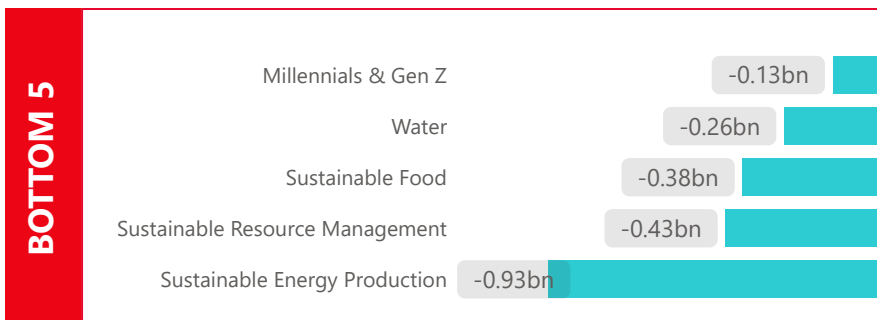 BOTTOM 5
Millennials & Gen Z -0.13bn
Water -0.26bn
Sustainable Food -0.38bn
Sustainable Resource Management -0.43bn
Sustainable Energy Production -0.93bn